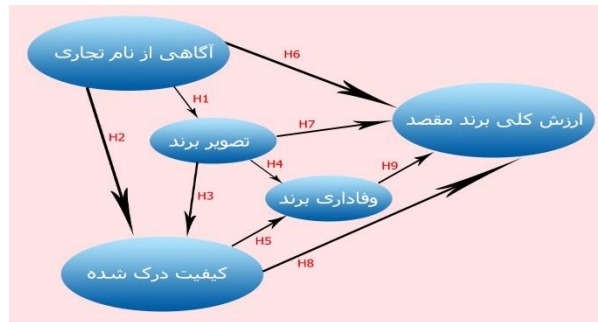 آگاهی از نام تجاری
H6
ارزش کلی برند مقصد
H1
H2
تصویر برند
H7
H4
H9
H3
وفاداری برند
H5
H8
کیفیت درک شده